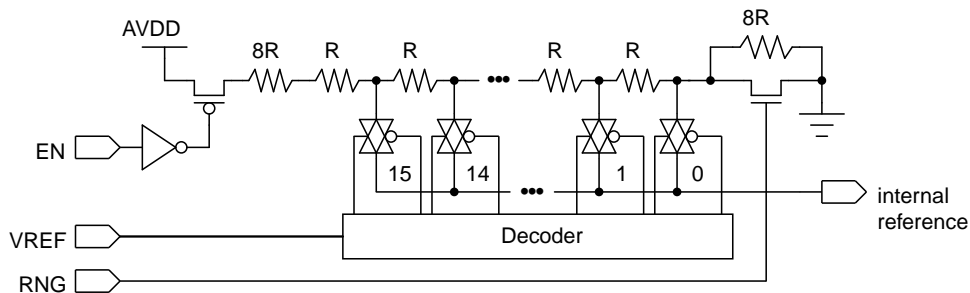 8R
AVDD
8R
R
R
R
R
EN
15
14
1
0
internal
reference
VREF
Decoder
RNG